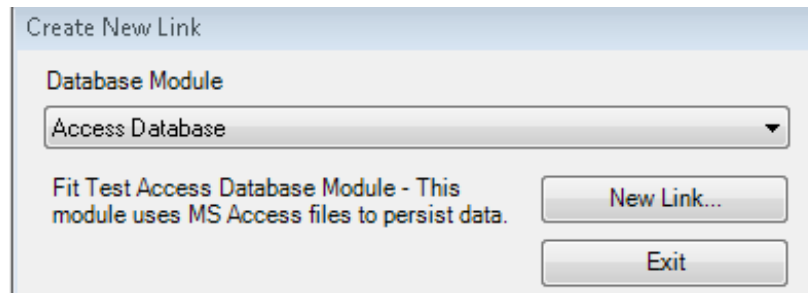 Create New Link
Database Module
Access Database
Fit Test Access Database Module - This
module uses MS Access files to persist data.
New Link...
Exit